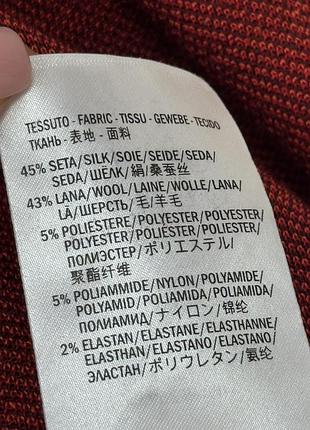 TESSUTO - FABRIC - TISSU - GEWEBE - TECIDO
ТКАНЬ - 表地 - 面料
45% SETA/SILK/SOIE/SEIDE/SEDA/
SEDA/ШЁЛК/絹/桑蚕丝
43% LANA/WOOL/LAINE/WOLLE/LANA/
LÃ/ШЕРСТЬ/毛/羊毛
5% POLIESTERE/POLYESTER/POLYESTER/
POLYESTER/POLIÉSTER/POLIESTER/
ПОЛИЭСТЕР/ポリエステル/
聚酯纤维
5% POLIAMMIDE/NYLON/POLYAMIDE/
POLYAMID/POLIAMIDA/POLIAMIDA/
ПОЛИАМИД/ナイロン/锦纶
2% ELASTAN/ELASTANE/ELASTHANNE/
ELASTHAN/ELASTANO/ELASTANO/
ЭЛАСТАН/ポリウレタン/氨纶